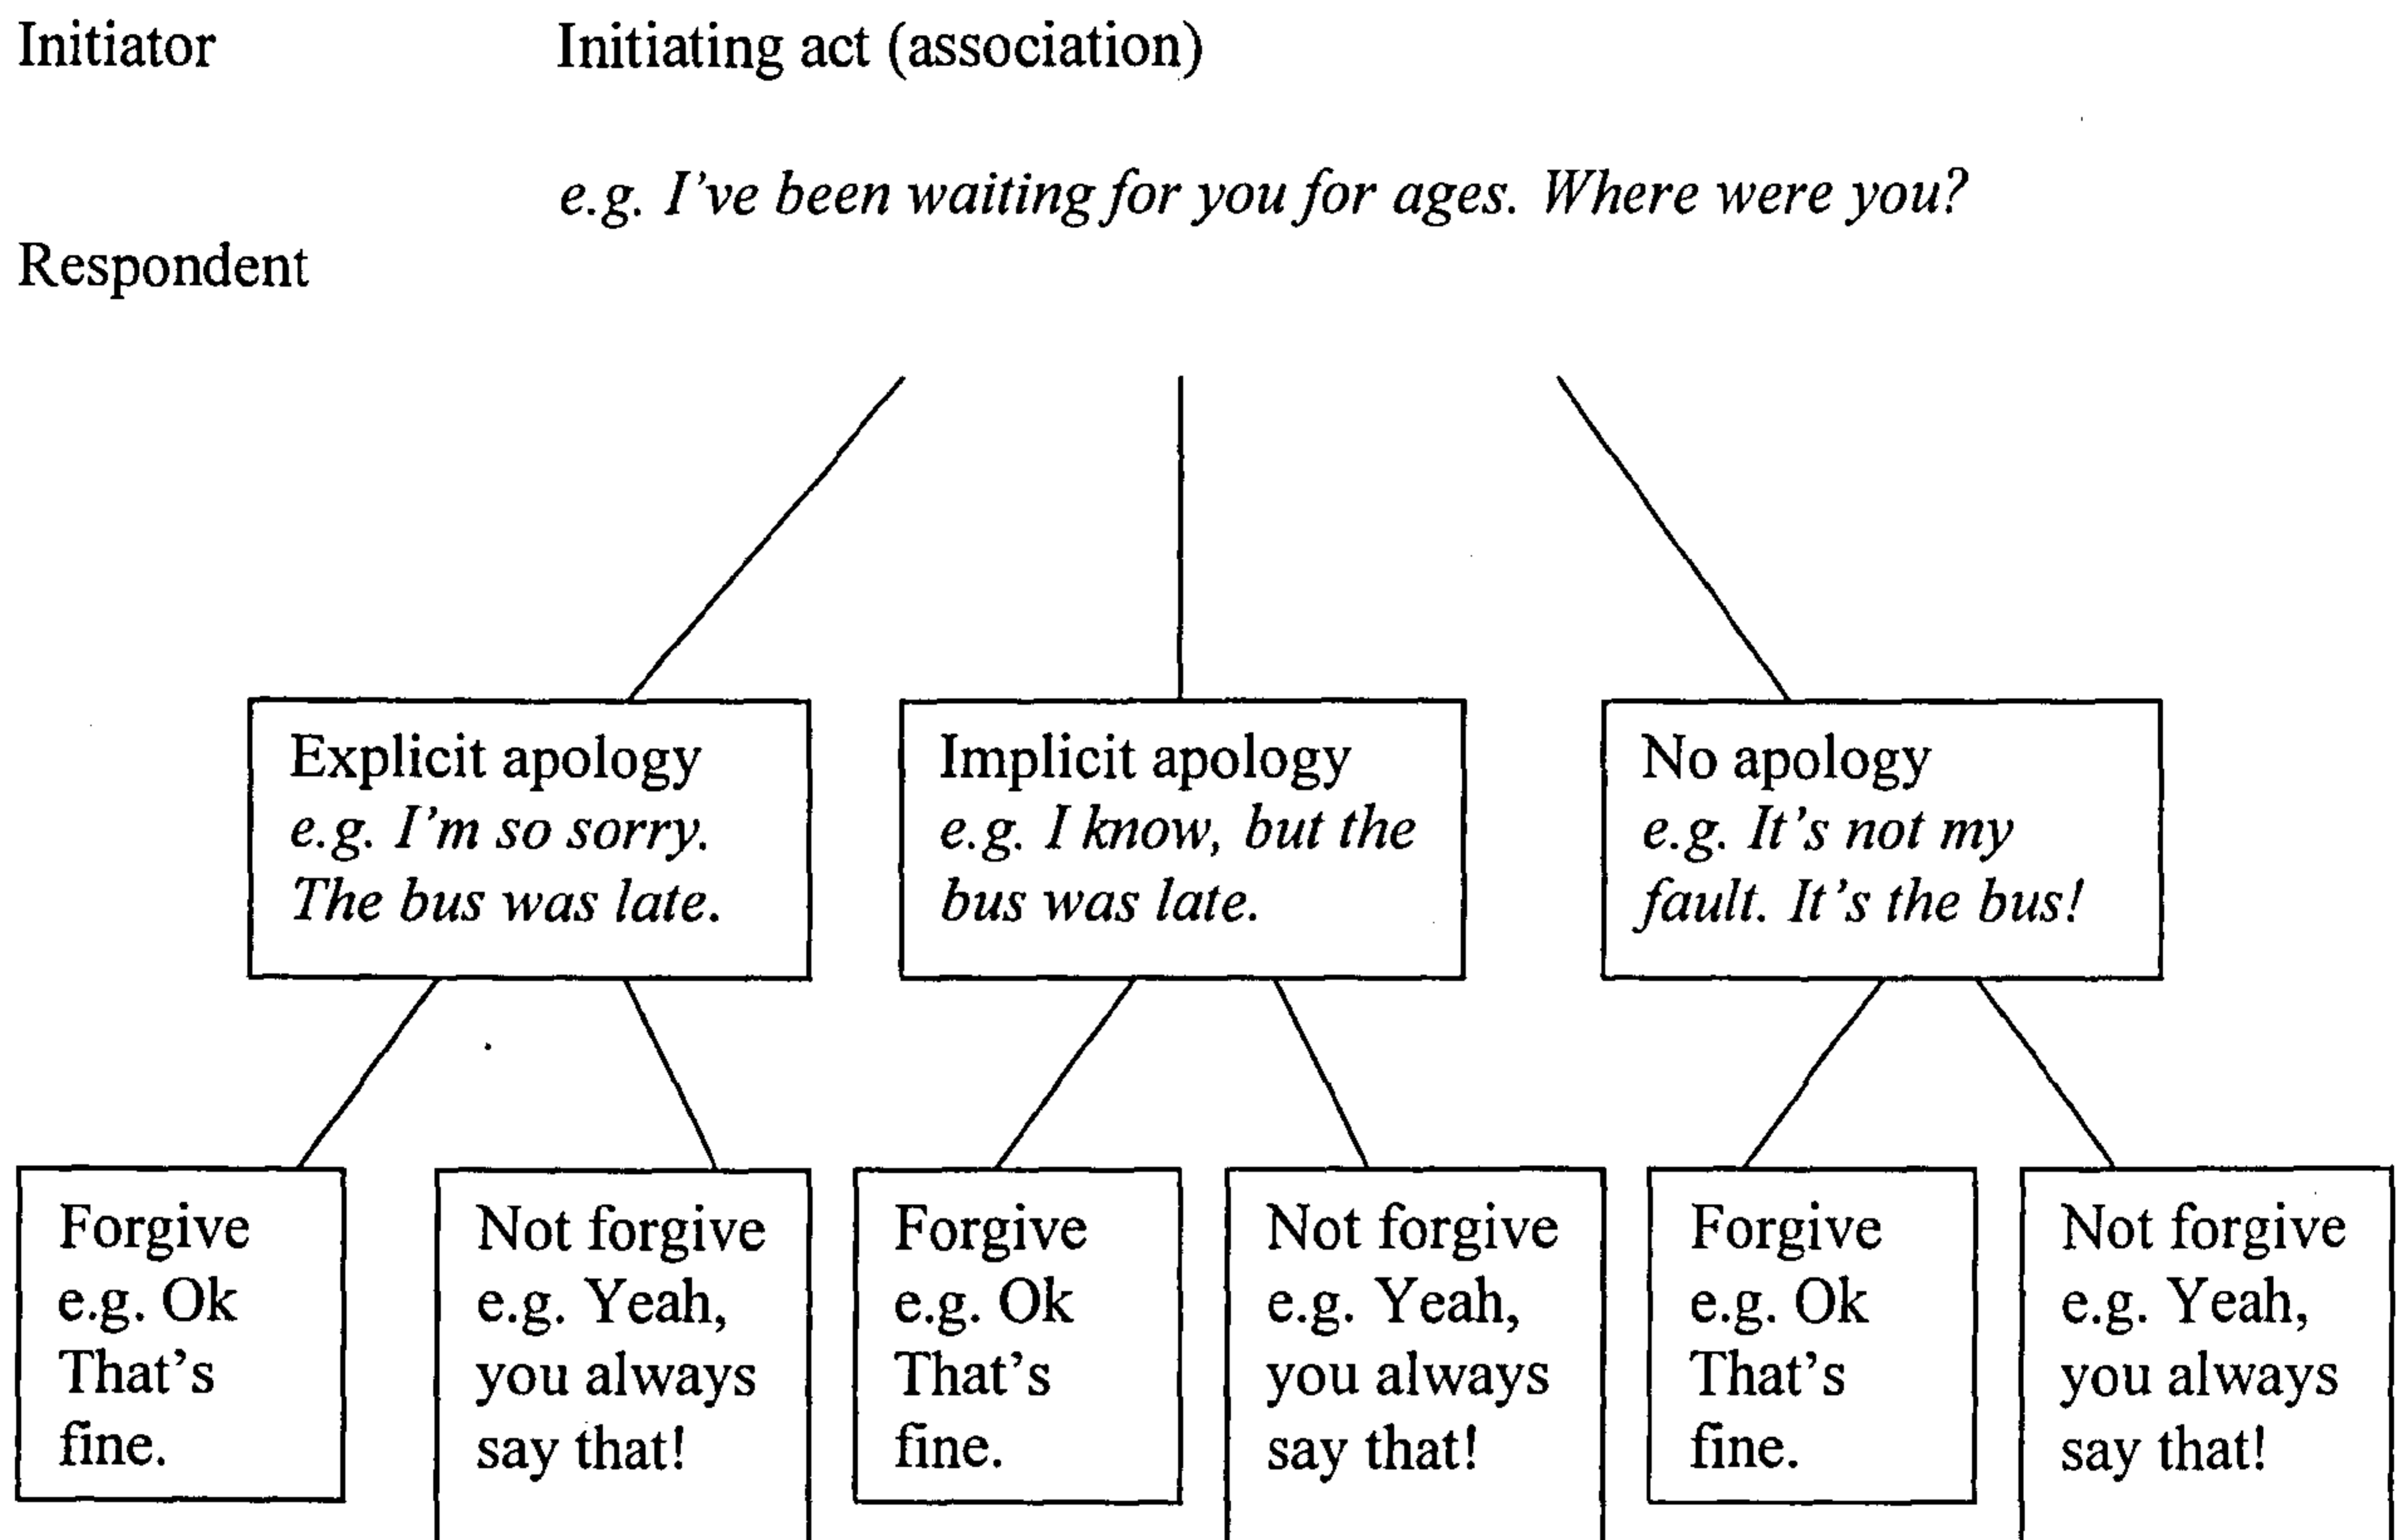 Initiator
Initiating act (association)
e.g. I've been waiting for you for ages. Where were you?
Respondent
Explicit apology
e.g. I'm so sorry.
The bus was late.
Implicit apology
e.g. I know, but the
bus was late.
No apology
e.g. It's not my
fault. It's the bus!
Forgive
e.g. Ok
That's
fine.
Not forgive
e.g. Yeah,
you always
say that!
Forgive
e.g. Ok
That's
fine.
Not forgive
e.g. Yeah,
you always
say that!
Forgive
e.g. Ok
That's
fine.
Not forgive
e.g. Yeah,
you always
say that!